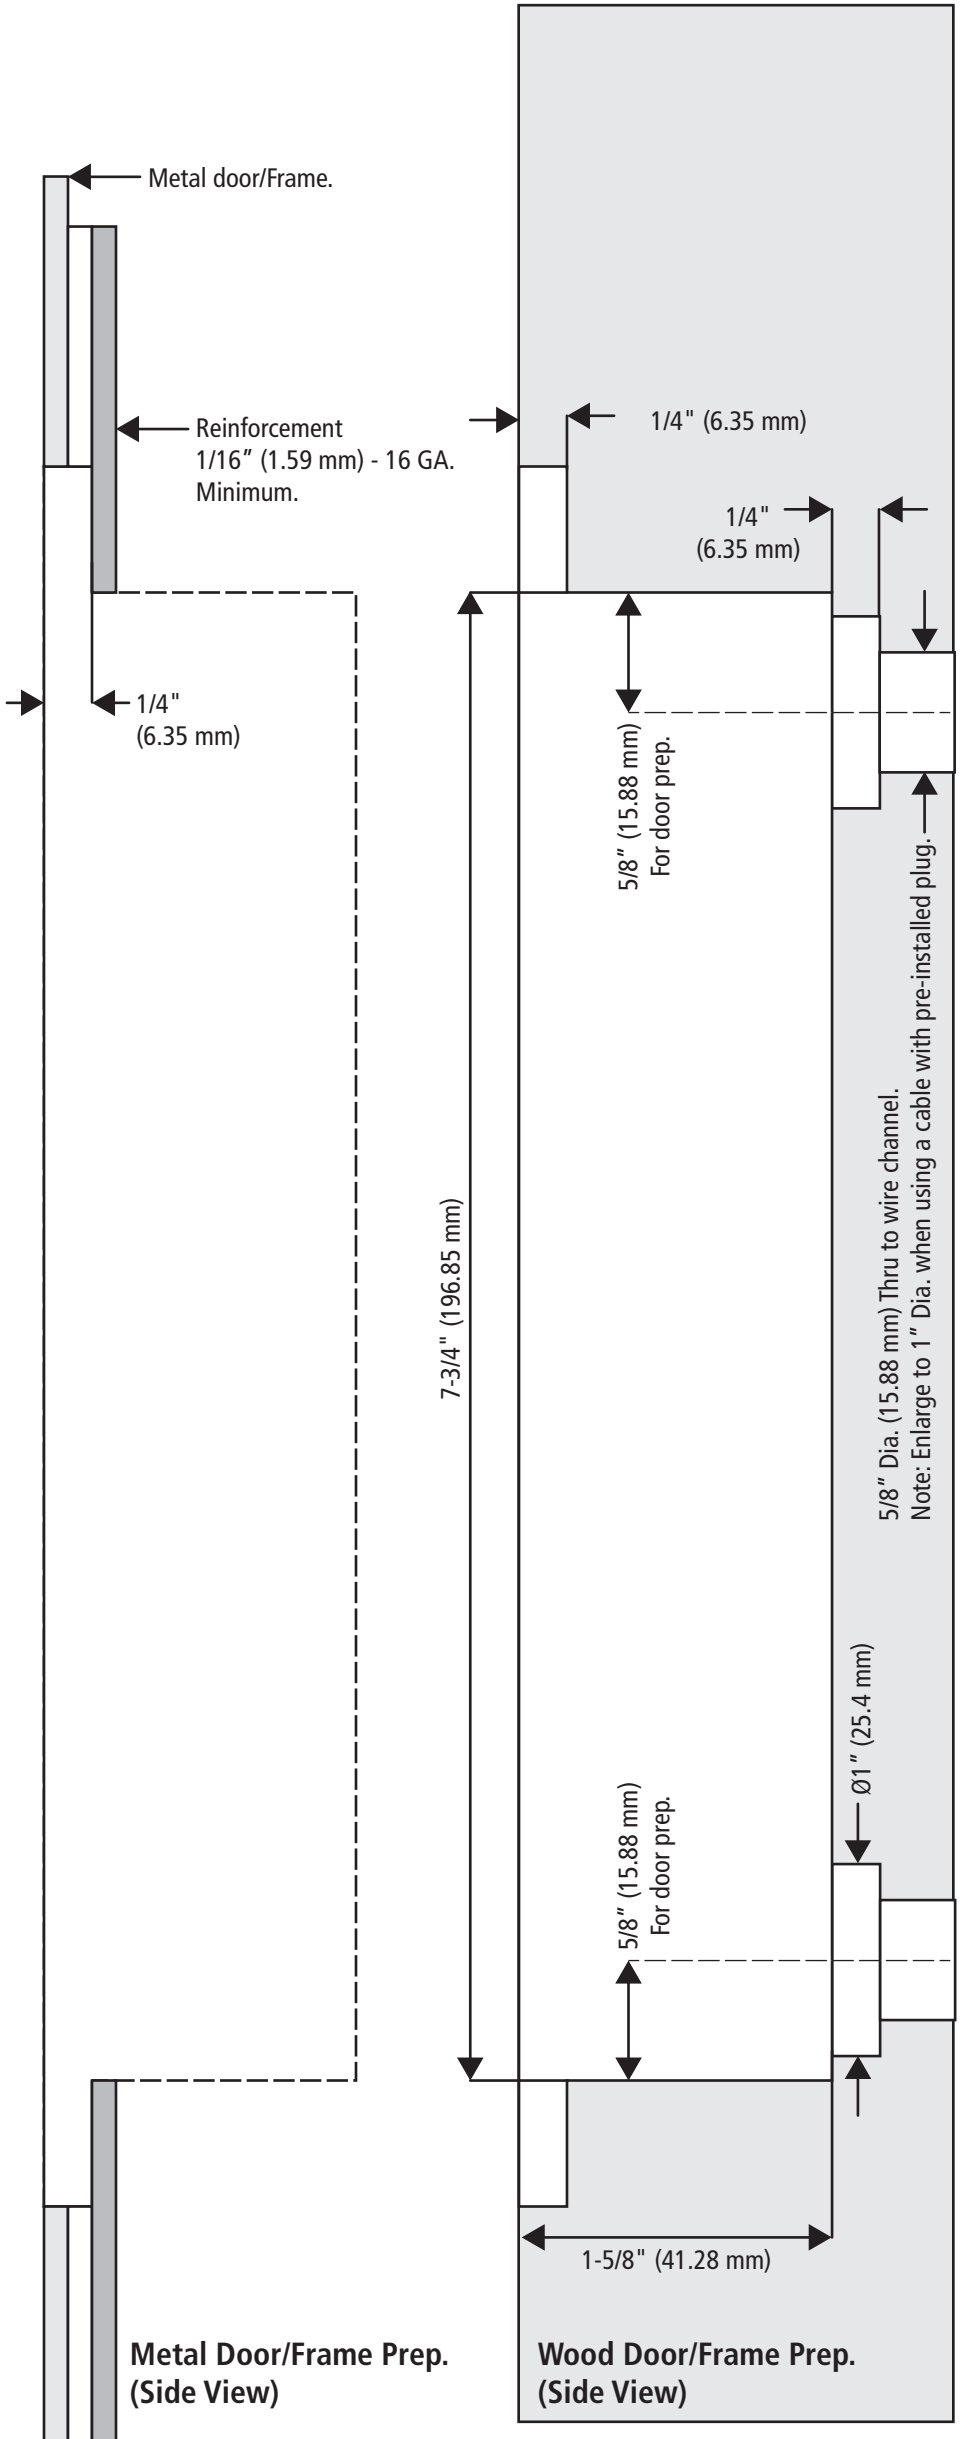 Metal door/Frame.
Reinforcement
1/16” (1.59 mm) - 16 GA.
Minimum.
1/4" (6.35 mm)
1/4"
(6.35 mm)
1/4"
(6.35 mm)
5/8” (15.88 mm)
For door prep.
7-3/4" (196.85 mm)
5/8” Dia. (15.88 mm) Thru to wire channel.
Note: Enlarge to 1” Dia. when using a cable with pre-installed plug.
Ø1” (25.4 mm)
5/8” (15.88 mm)
For door prep.
1-5/8" (41.28 mm)
Metal Door/Frame Prep.
(Side View)
Wood Door/Frame Prep.
(Side View)